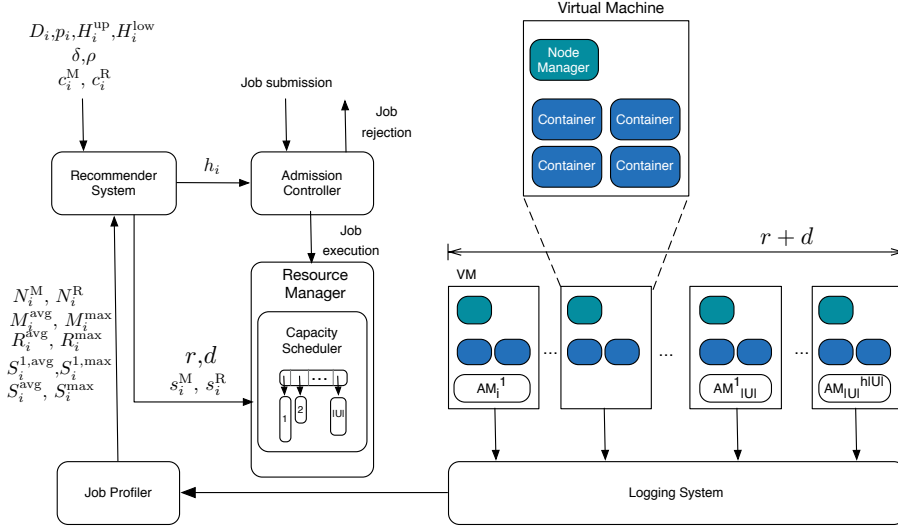 Virtual Machine
D_i,p_i,H_i^up,H_i^low
δ,ρ
c_i^M, c_i^R
Node
Manager
Job submission
Job
rejection
Container Container
Container Container
Recommender
System
h_i
Admission
Controller
Job
execution
r + d
VM
Resource
Manager
N_i^M, N_i^R
M_i^avg, M_i^max
R_i^avg, R_i^max
S_i^1,avg,S_i^1,max
S_i^avg, S_i^max
Capacity
Scheduler
r,d
s_i^M, s_i^R
...
1
2
|U|
... ... ...
AM_i^1
AM^1_|U|
AM_|U|^h|U|
Job Profiler
Logging System